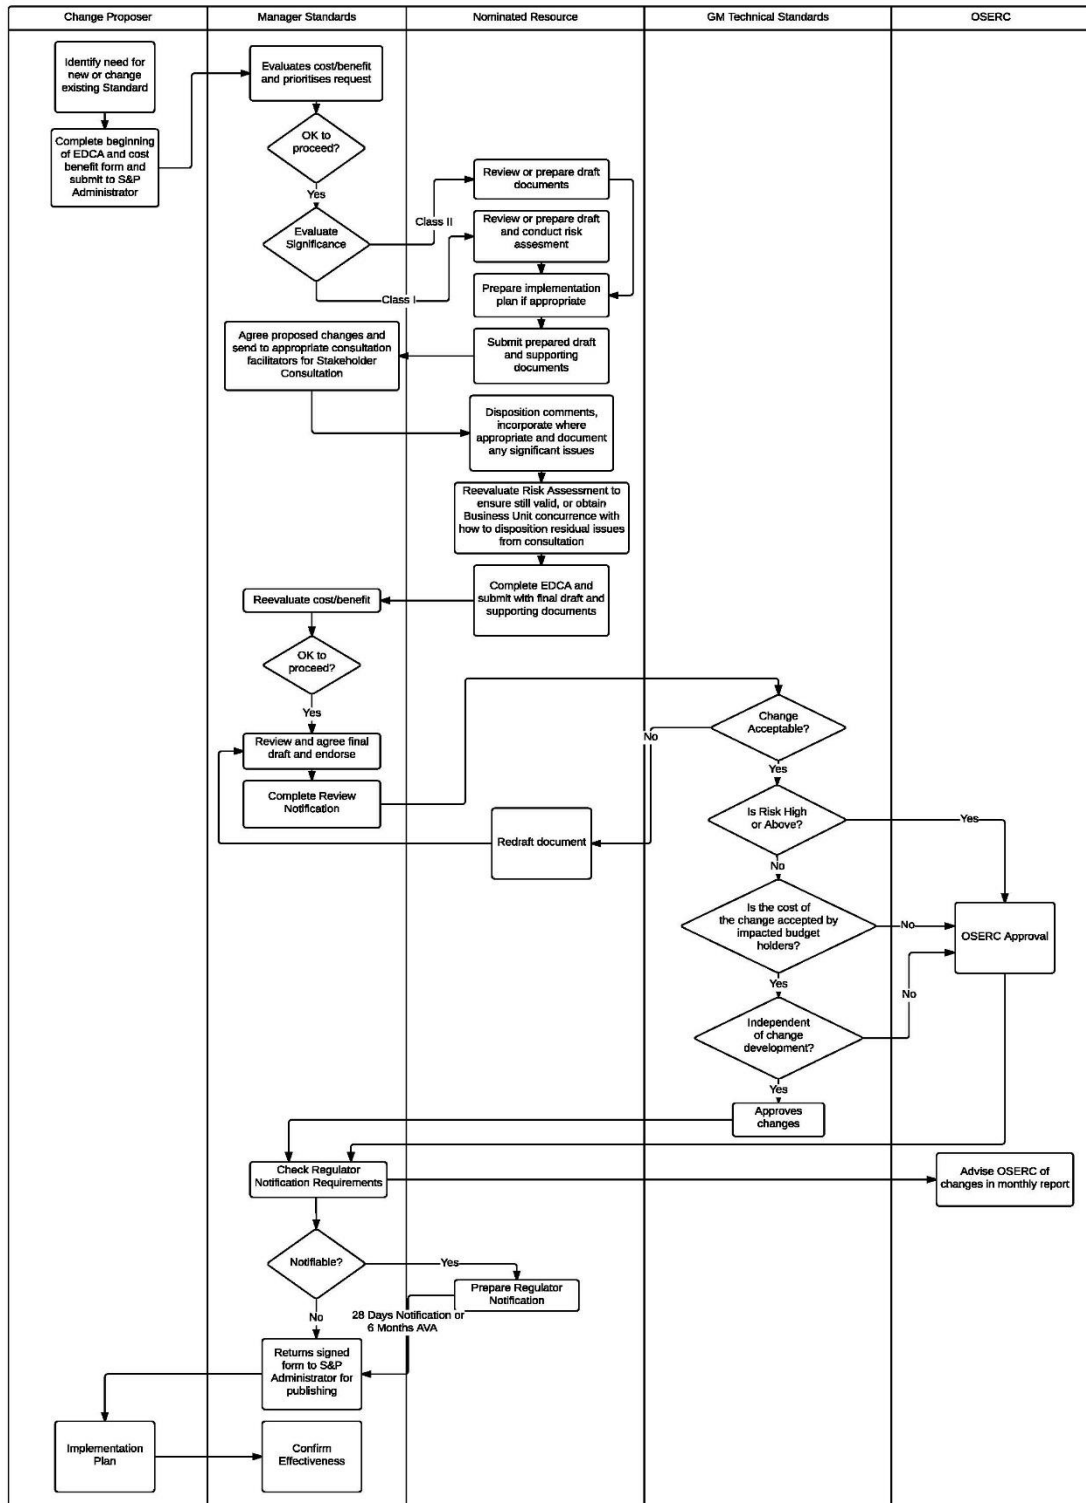 Change Proposer
Manager Standards
Nominated Resource
GM Technical Standards
OSERC
Identify need for
new or change
existing Standard
Evaluates cost/benefit
and prioritises request
Complete beginning
of EDCA and cost
benefit form and
submit to S&P
Administrator
OK to
proceed?
Yes
Evaluate
Significance
Class II
Class I
Review or prepare draft
documents
Review or prepare draft
and conduct risk
assesment
Prepare implementation
plan if appropriate
Submit prepared draft
and supporting
documents
Agree proposed changes and
send to appropriate consultation
facilitators for Stakeholder
Consultation
Disposition comments,
incorporate where
appropriate and document
any significant issues
Reevaluate Risk Assessment to
ensure still valid, or obtain
Business Unit concurrence with
how to disposition residual issues
from consultation
Complete EDCA and
submit with final draft and
supporting documents
Reevaluate cost/benefit
OK to
proceed?
Yes
Review and agree final
draft and endorse
Complete Review
Notification
Change
Acceptable?
No
Yes
Redraft document
Is Risk High
or Above?
Yes
No
Is the cost of
the change accepted by
impacted budget
holders?
No
OSERC Approval
Yes
Independent
of change
development?
No
Yes
Approves
changes
Check Regulator
Notification Requirements
Advise OSERC of
changes in monthly report
Notifiable?
Yes
Prepare Regulator
Notification
No
28 Days Notification or
6 Months AVA
Returns signed
form to S&P
Administrator for
publishing
Implementation
Plan
Confirm
Effectiveness